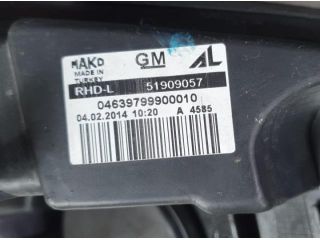 MAKO GM AL
MADE IN
TURKEY
RHD-L 51909057
04639799900010
04.02.2014 10:20 A 4585